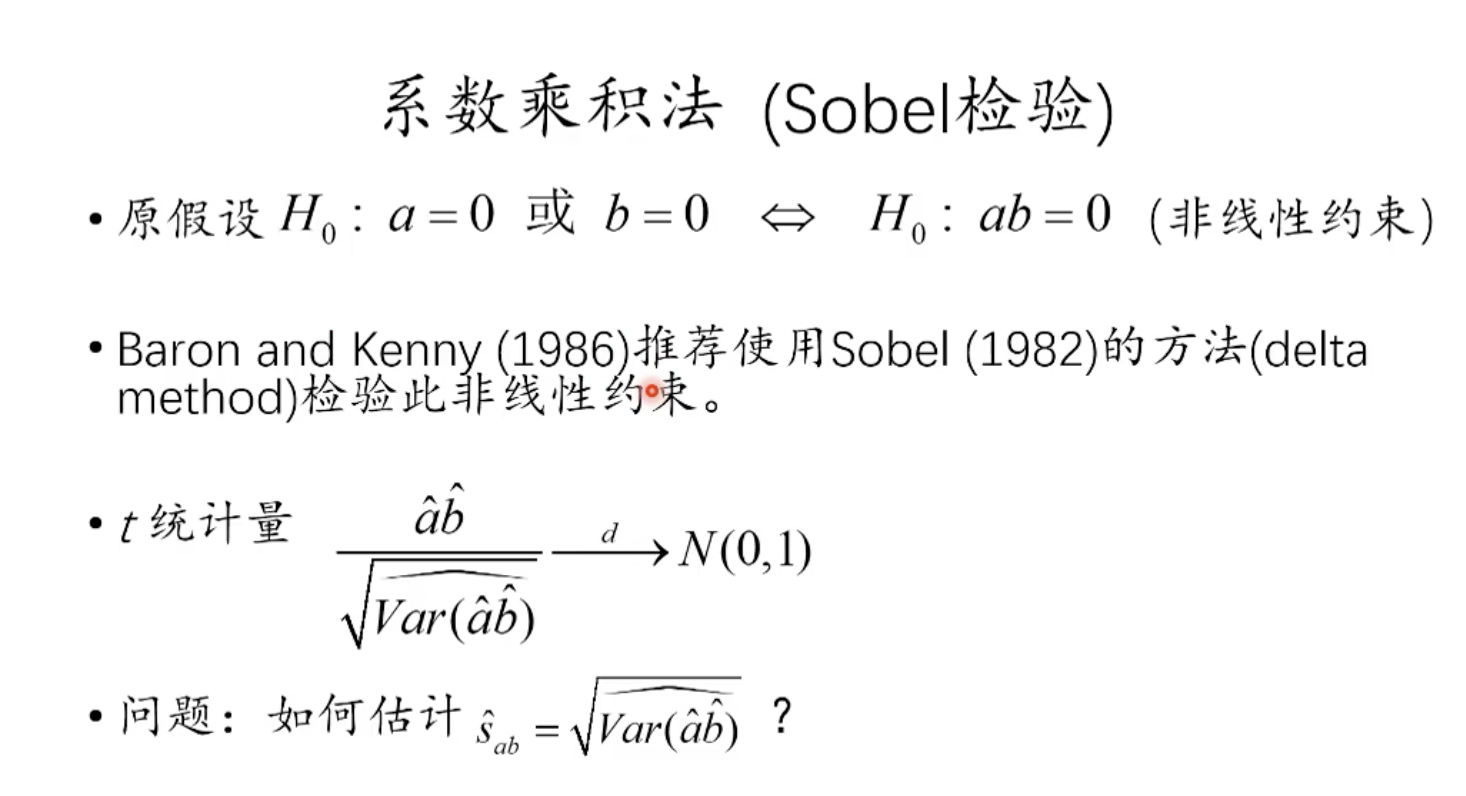 系数乘积法 (Sobel检验)
• 原假设 H₀ : a = 0 或 b = 0 ⇔ H₀ : ab = 0 (非线性约束)
• Baron and Kenny (1986)推荐使用Sobel (1982)的方法(delta
method)检验此非线性约束。
• t 统计量 $\frac{\hat{a}\hat{b}}{\sqrt{\widehat{Var(\hat{a}\hat{b})}}} \xrightarrow{d} N(0,1)$
• 问题：如何估计 $\hat{s}_{ab} = \sqrt{\widehat{Var(\hat{a}\hat{b})}}$ ？